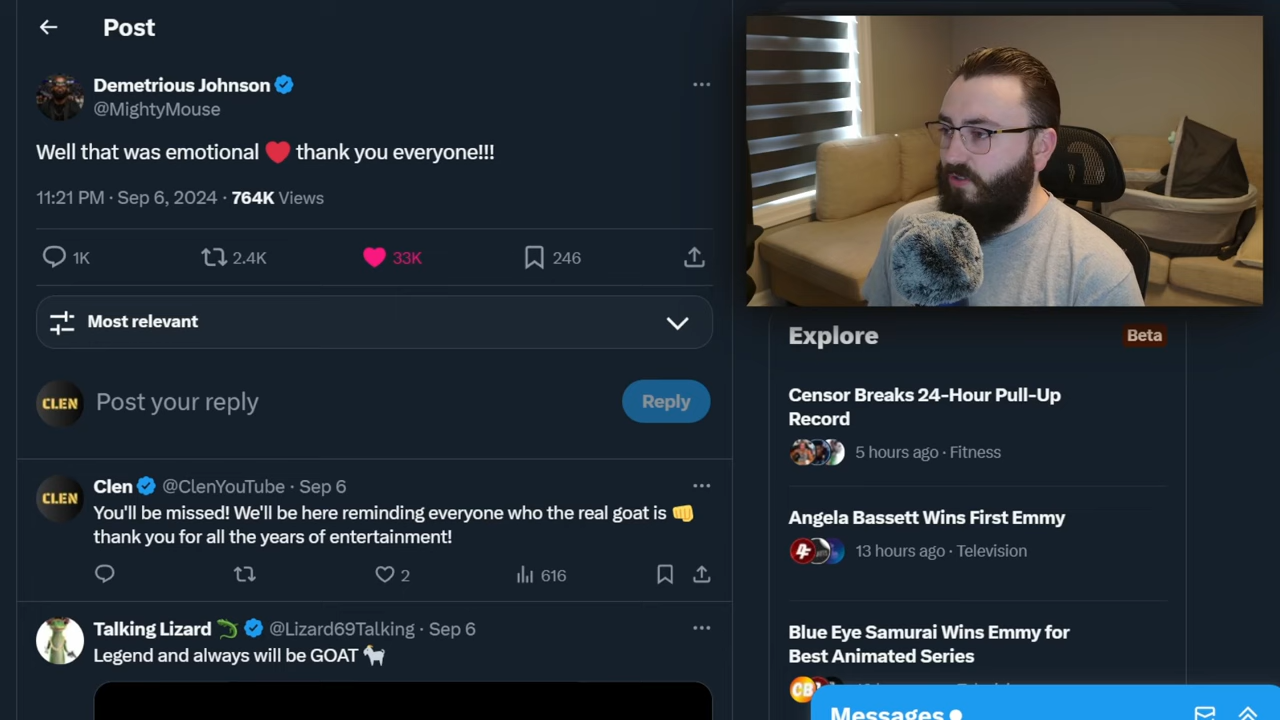 Post
Demetrious Johnson
@MightyMouse
Well that was emotional ❤️ thank you everyone!!!
11:21 PM · Sep 6, 2024 · 764K Views
1K 2.4K 33K 246
Most relevant
CLEN Post your reply Reply
CLEN
Clen @ClenYouTube · Sep 6
You'll be missed! We'll be here reminding everyone who the real goat is 👊
thank you for all the years of entertainment!
2 616
Talking Lizard 🦎 @Lizard69Talking · Sep 6
Legend and always will be GOAT 🐐
Explore Beta
Censor Breaks 24-Hour Pull-Up
Record
5 hours ago · Fitness
Angela Bassett Wins First Emmy
13 hours ago · Television
Blue Eye Samurai Wins Emmy for
Best Animated Series
CB
Messages